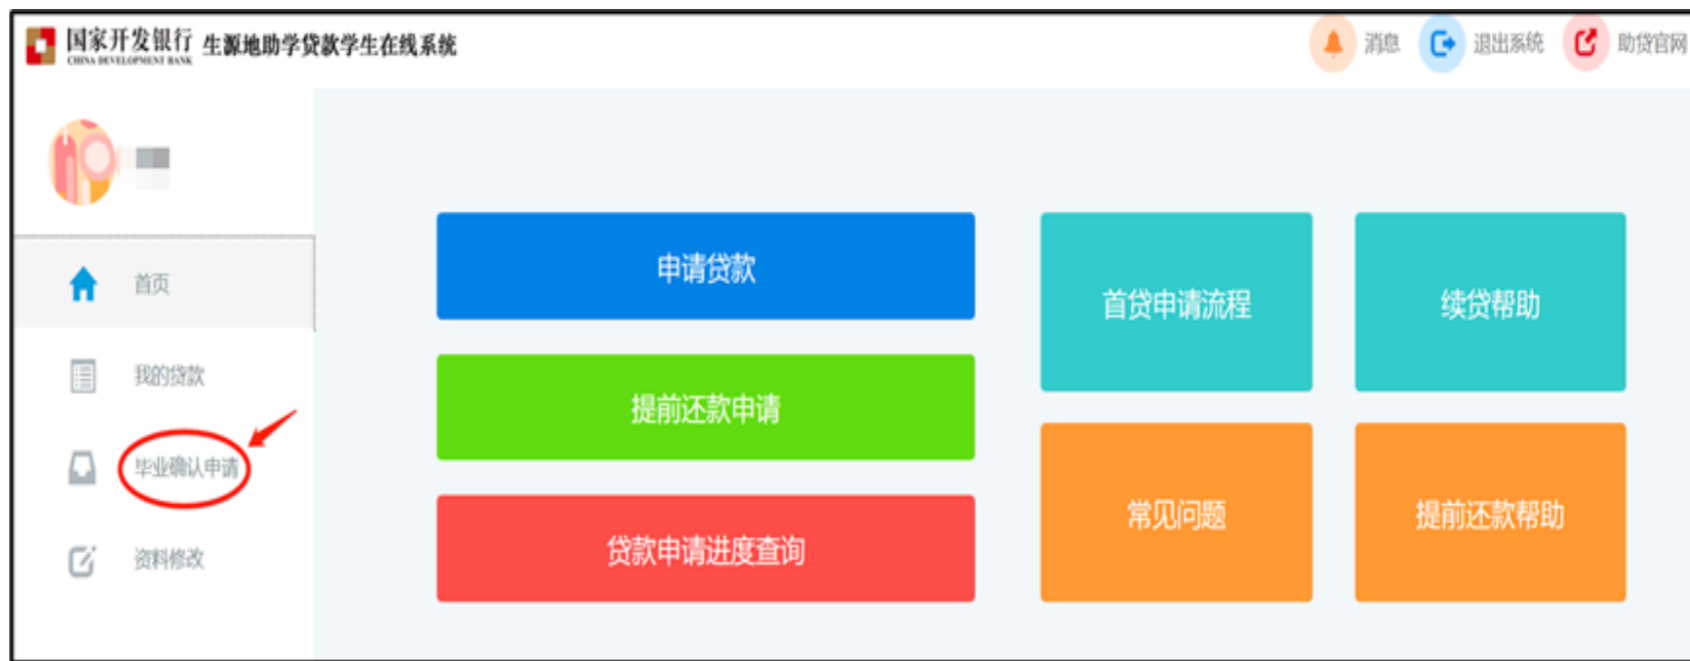 国家开发银行 生源地助学贷款学生在线系统
CHINA DEVELOPMENT BANK
消息 退出系统 助贷官网
首页
我的贷款
毕业确认申请
资料修改
申请贷款
提前还款申请
贷款申请进度查询
首贷申请流程
续贷帮助
常见问题
提前还款帮助